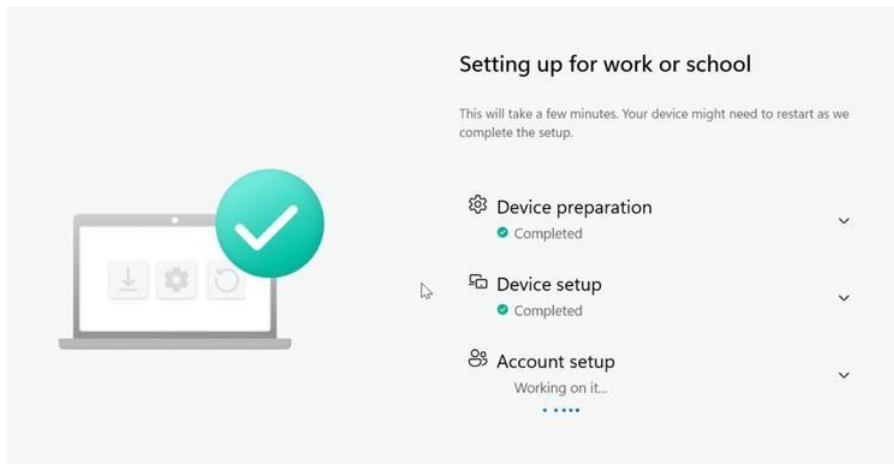 Setting up for work or school
This will take a few minutes. Your device might need to restart as we
complete the setup.
Device preparation
Completed
Device setup
Completed
Account setup
Working on it...